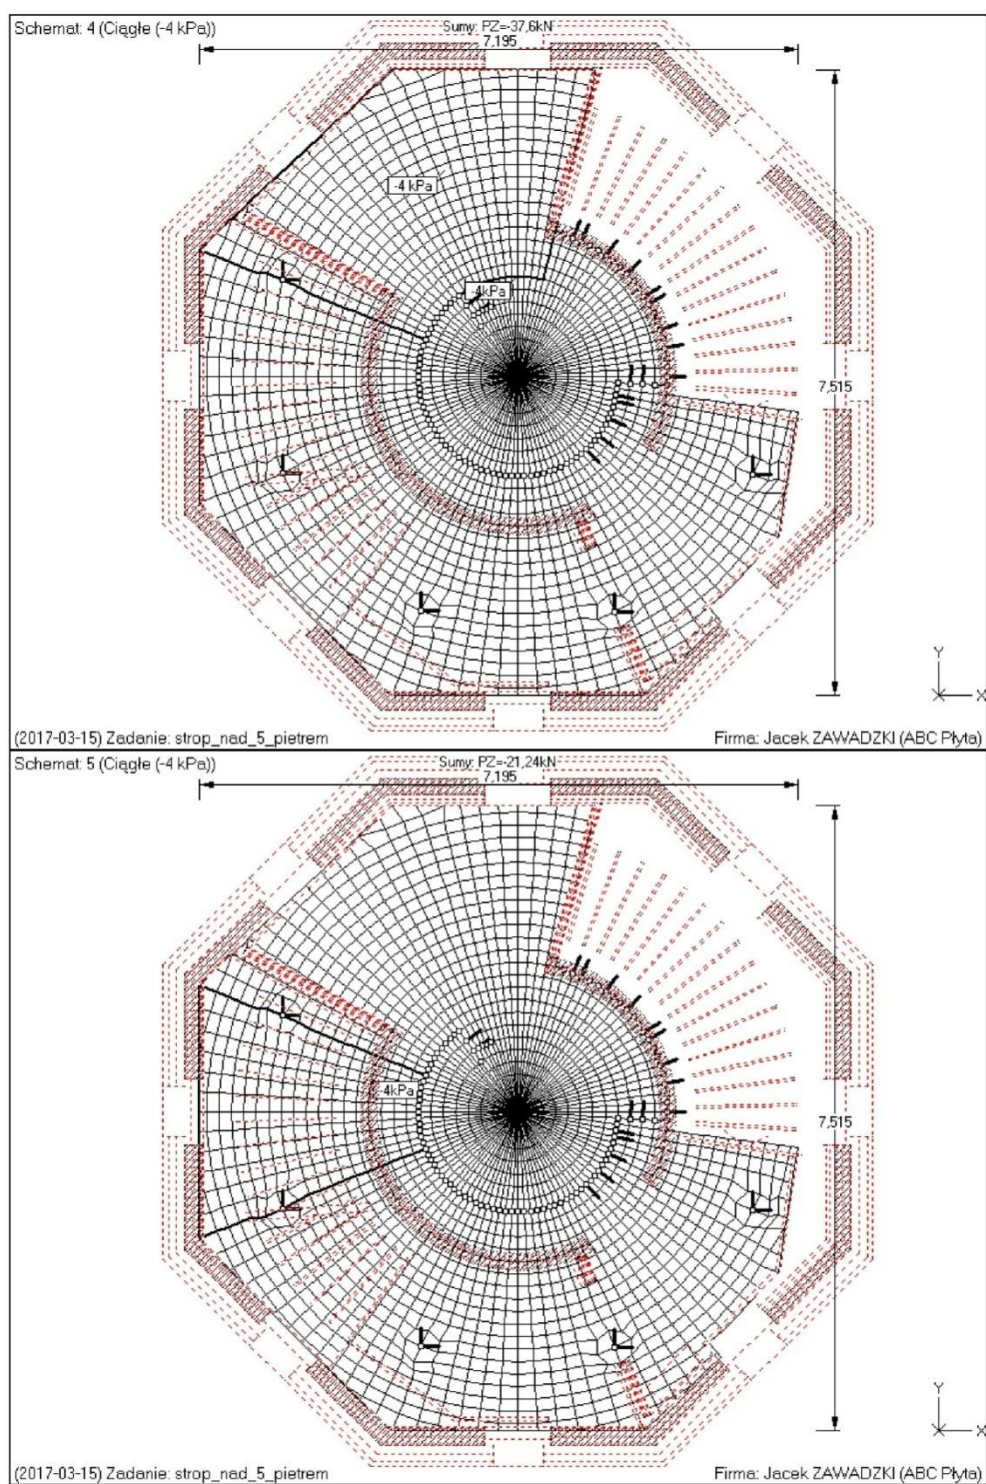 Schemat: 4 (Ciągłe (-4 kPa))
Sumy: PZ=-37,6kN
7,195
-4 kPa
-4kPa
7,515
Y
X
(2017-03-15) Zadanie: strop_nad_5_pietrem
Firma: Jacek ZAWADZKI (ABC Płyta)
Schemat: 5 (Ciągłe (-4 kPa))
Sumy: PZ=-21,24kN
7,195
-4kPa
7,515
Y
X
(2017-03-15) Zadanie: strop_nad_5_pietrem
Firma: Jacek ZAWADZKI (ABC Płyta)